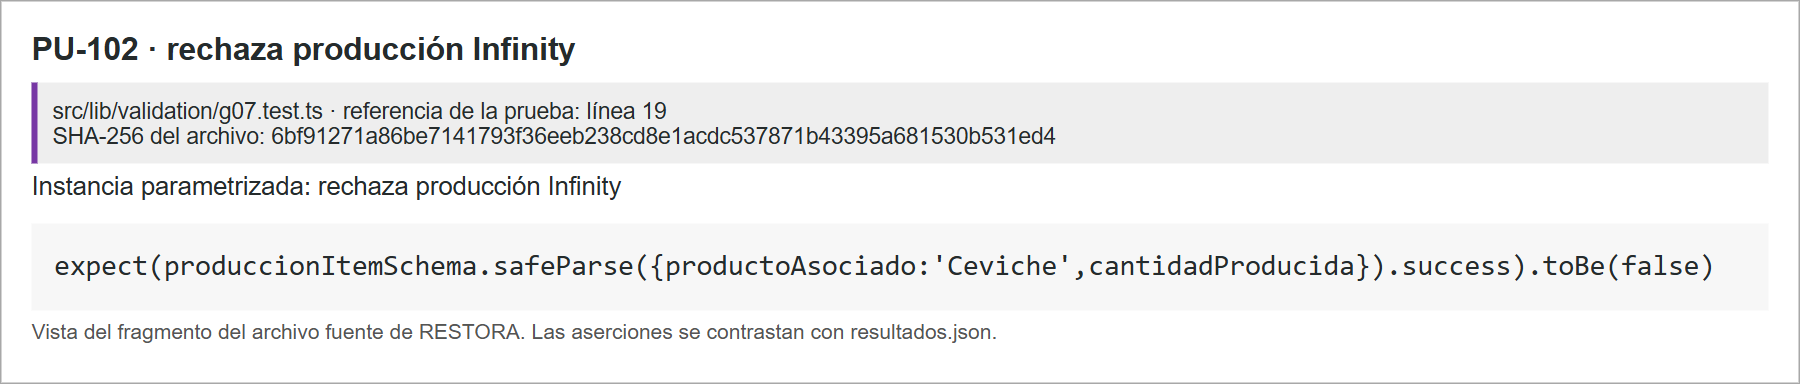 PU-102 · rechaza producción Infinity
src/lib/validation/g07.test.ts · referencia de la prueba: línea 19
SHA-256 del archivo: 6bf91271a86be7141793f36eeb238cd8e1acdc537871b43395a681530b531ed4
Instancia parametrizada: rechaza producción Infinity
expect(produccionItemSchema.safeParse({productoAsociado:'Ceviche',cantidadProducida}).success).toBe(false)
Vista del fragmento del archivo fuente de RESTORA. Las aserciones se contrastan con resultados.json.